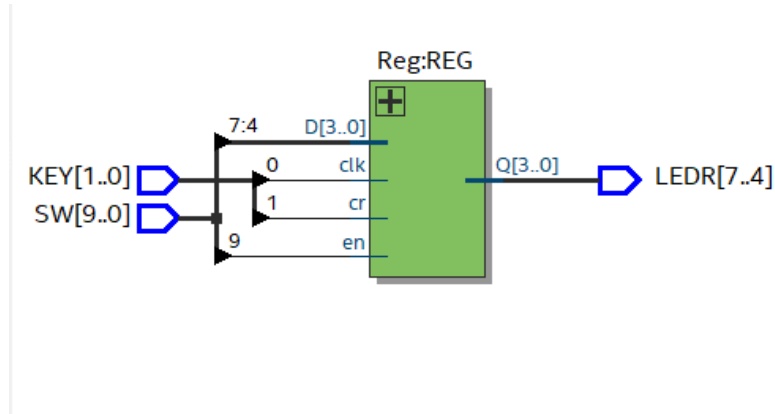 Reg:REG
7:4
D[3..0]
KEY[1..0]
0
clk
Q[3..0]
LEDR[7..4]
SW[9..0]
1
cr
9
en